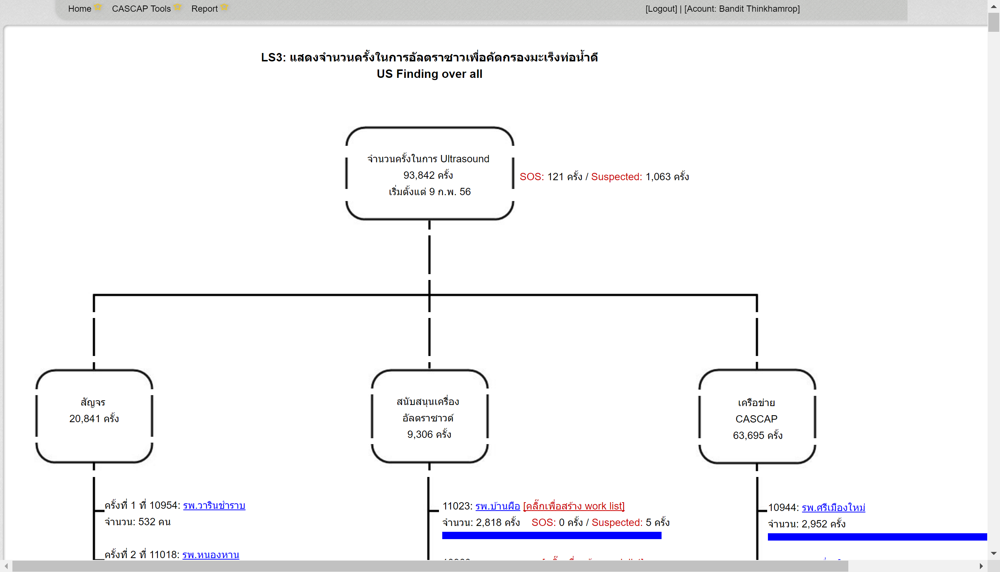 Home CASCAP Tools Report [Logout] | [Acount: Bandit Thinkhamrop]
LS3: แสดงจำนวนครั้งในการอัลตราซาวเพื่อคัดกรองมะเร็งท่อน้ำดี
US Finding over all
จำนวนครั้งในการ Ultrasound
93,842 ครั้ง
เริ่มตั้งแต่ 9 ก.พ. 56
SOS: 121 ครั้ง / Suspected: 1,063 ครั้ง
สัญจร
20,841 ครั้ง
สนับสนุนเครื่อง
อัลตราซาวด์
9,306 ครั้ง
เครือข่าย
CASCAP
63,695 ครั้ง
ครั้งที่ 1 ที่ 10954: รพ.วารินชำราบ
จำนวน: 532 คน
ครั้งที่ 2 ที่ 11018: รพ.หนองหาน
11023: รพ.บ้านผือ [คลิ๊กเพื่อสร้าง work list]
จำนวน: 2,818 ครั้ง SOS: 0 ครั้ง / Suspected: 5 ครั้ง
10944: รพ.ศรีเมืองใหม่
จำนวน: 2,952 ครั้ง